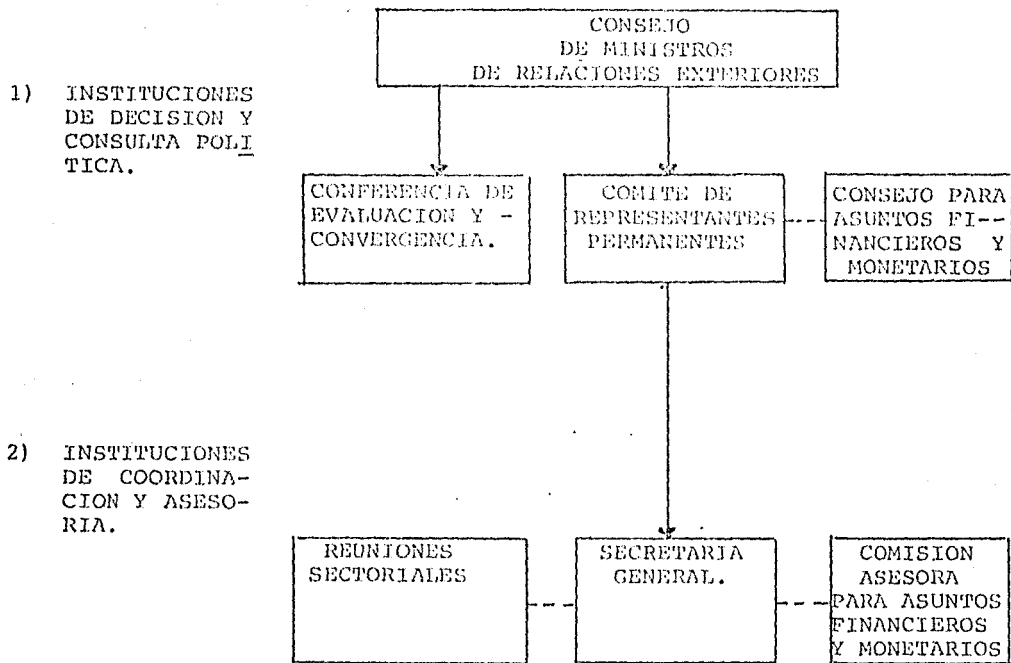 CONSEJO
DE MINISTROS
DE RELACIONES EXTERIORES
1) INSTITUCIONES
DE DECISION Y
CONSULTA POLI
TICA.
CONFERENCIA DE
EVALUACION Y -
CONVERGENCIA.
COMITE DE
REPRESENTANTES
PERMANENTES
CONSEJO PARA
ASUNTOS FI--
NANCIEROS Y
MONETARIOS
2) INSTITUCIONES
DE COORDINA-
CION Y ASESO-
RIA.
REUNIONES
SECTORIALES
SECRETARIA
GENERAL.
COMISION
ASESORA
PARA ASUNTOS
FINANCIEROS
Y MONETARIOS